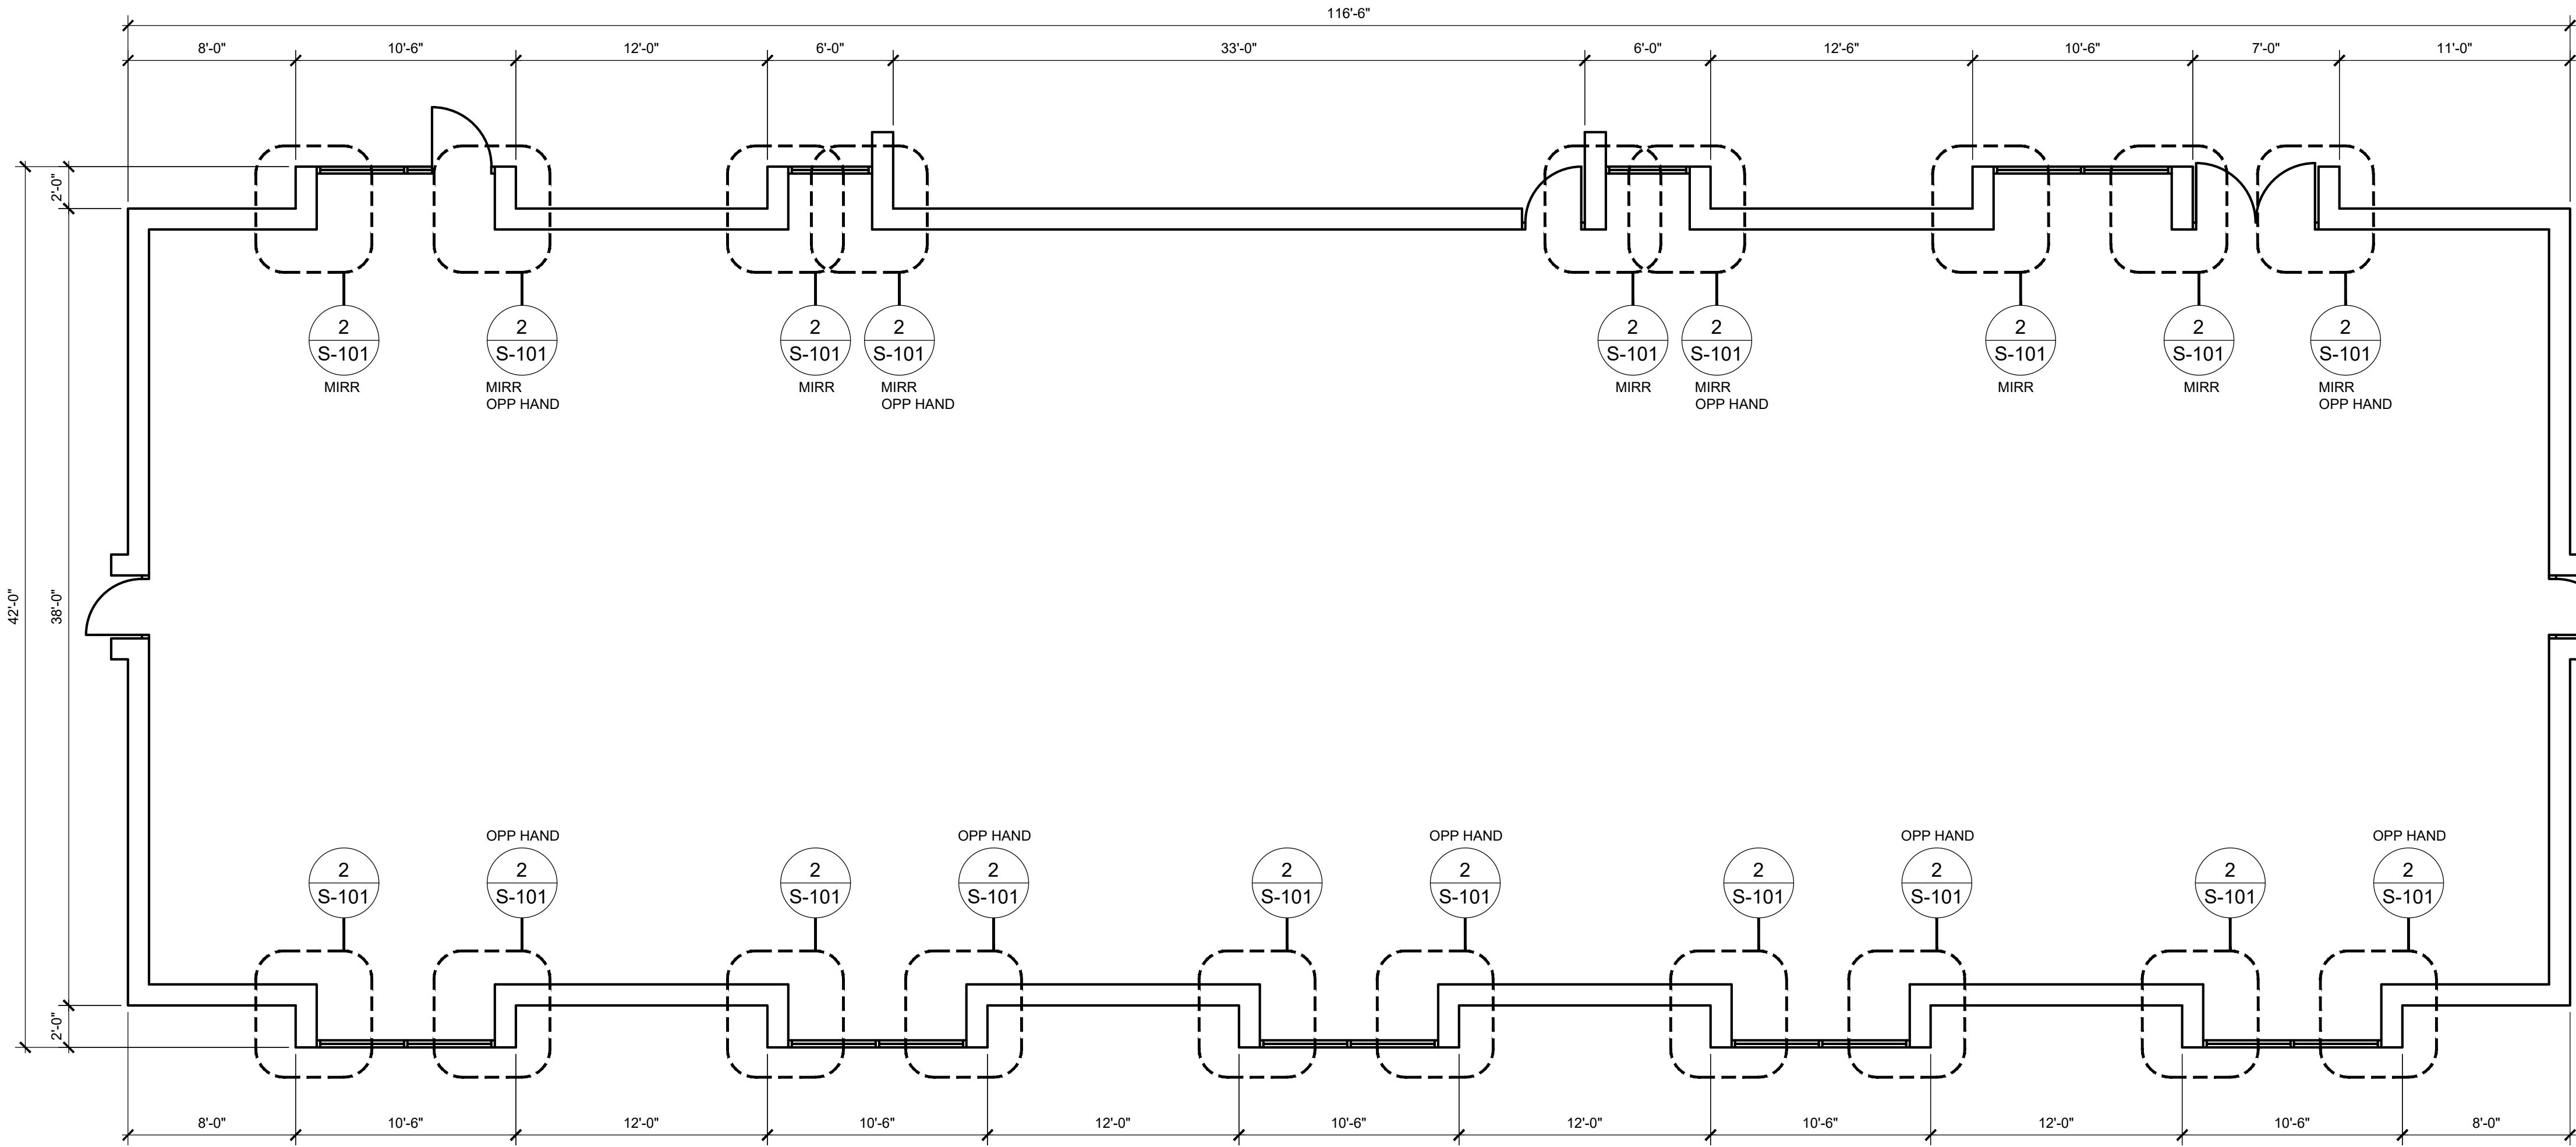 116'-6"
8'-0" 10'-6" 12'-0" 6'-0" 33'-0" 6'-0" 12'-6" 10'-6" 7'-0" 11'-0"
2'-0"
2 2 2 2 2 2 2 2 2
S-101 S-101 S-101 S-101 S-101 S-101 S-101 S-101 S-101
MIRR MIRR MIRR MIRR MIRR MIRR MIRR MIRR MIRR
OPP HAND OPP HAND OPP HAND OPP HAND
42'-0" 38'-0"
OPP HAND OPP HAND OPP HAND OPP HAND OPP HAND
2 2 2 2 2 2 2 2 2 2
S-101 S-101 S-101 S-101 S-101 S-101 S-101 S-101 S-101 S-101
2'-0"
8'-0" 10'-6" 12'-0" 10'-6" 12'-0" 10'-6" 12'-0" 10'-6" 12'-0" 10'-6" 8'-0"